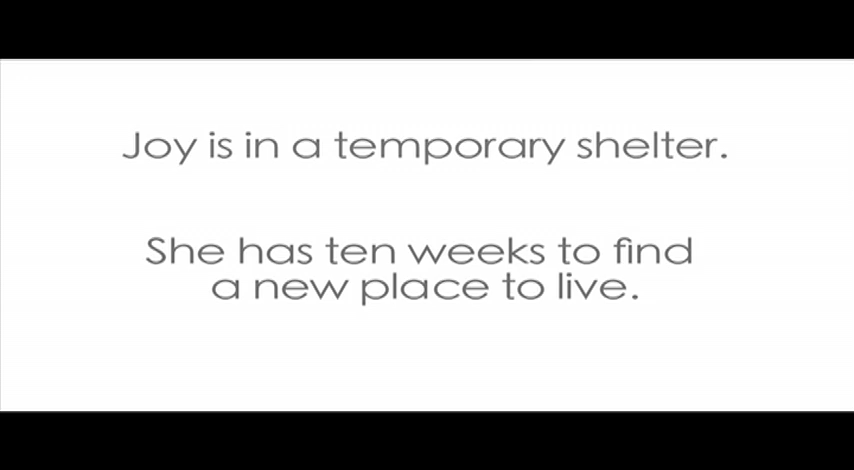 Joy is in a temporary shelter.
She has ten weeks to find
a new place to live.